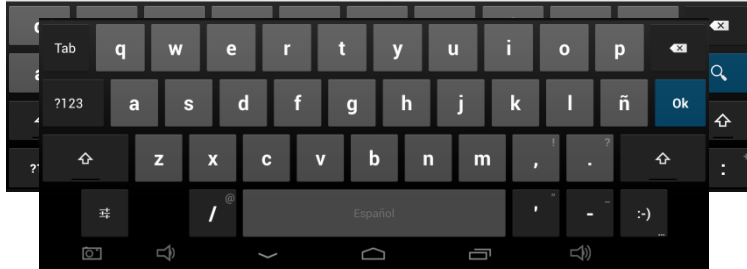 Tab q w e r t y u i o p
?123 a s d f g h j k l ñ Ok
z x c v b n m , ! . ?
/ @ Español ' " - _ :-) ...